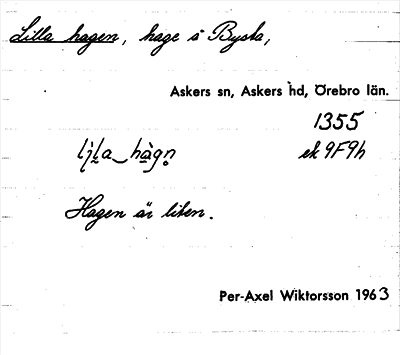 Lilla hagen, hage i Bysta,
Askers sn, Askers hd, Örebro län.
1355
ek 9F9h
Hagen är liten.
Per-Axel Wiktorsson 1963